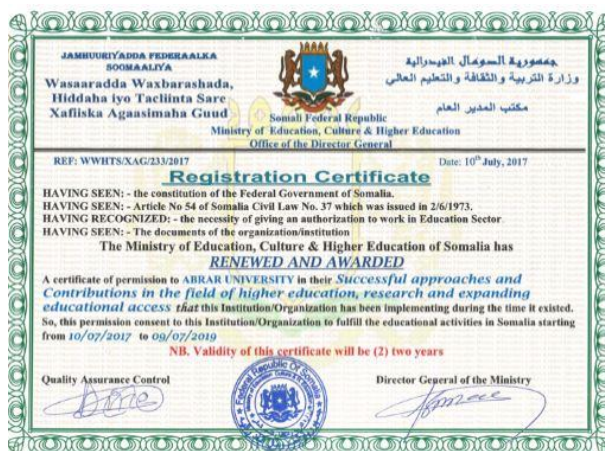 JAMHUURIYADDA FEDERAALKA
SOOMAALIYA
Wasaaradda Waxbarashada,
Hiddaha iyo Tacliinta Sare
Xafiiska Agaasimaha Guud
جمهورية الصومال الفيدرالية
وزارة التربية والثقافة والتعليم العالي
مكتب المدير العام
Somali Federal Republic
Ministry of Education, Culture & Higher Education
Office of the Director General
REF: WWHTS/XAG/233/2017
Date: 10th July, 2017
Registration Certificate
HAVING SEEN: - the constitution of the Federal Government of Somalia.
HAVING SEEN: - Article No 54 of Somalia Civil Law No. 37 which was issued in 2/6/1973.
HAVING RECOGNIZED: - the necessity of giving an authorization to work in Education Sector.
HAVING SEEN: - The documents of the organization/institution
The Ministry of Education, Culture & Higher Education of Somalia has
RENEWED AND AWARDED
A certificate of permission to ABRAR UNIVERSITY in their Successful approaches and
Contributions in the field of higher education, research and expanding
educational access that this Institution/Organization has been implementing during the time it existed.
So, this permission consent to this Institution/Organization to fulfill the educational activities in Somalia starting
from 10/07/2017 to 09/07/2019
NB. Validity of this certificate will be (2) two years
Quality Assurance Control
Director General of the Ministry
Federal Republic Of Somalia